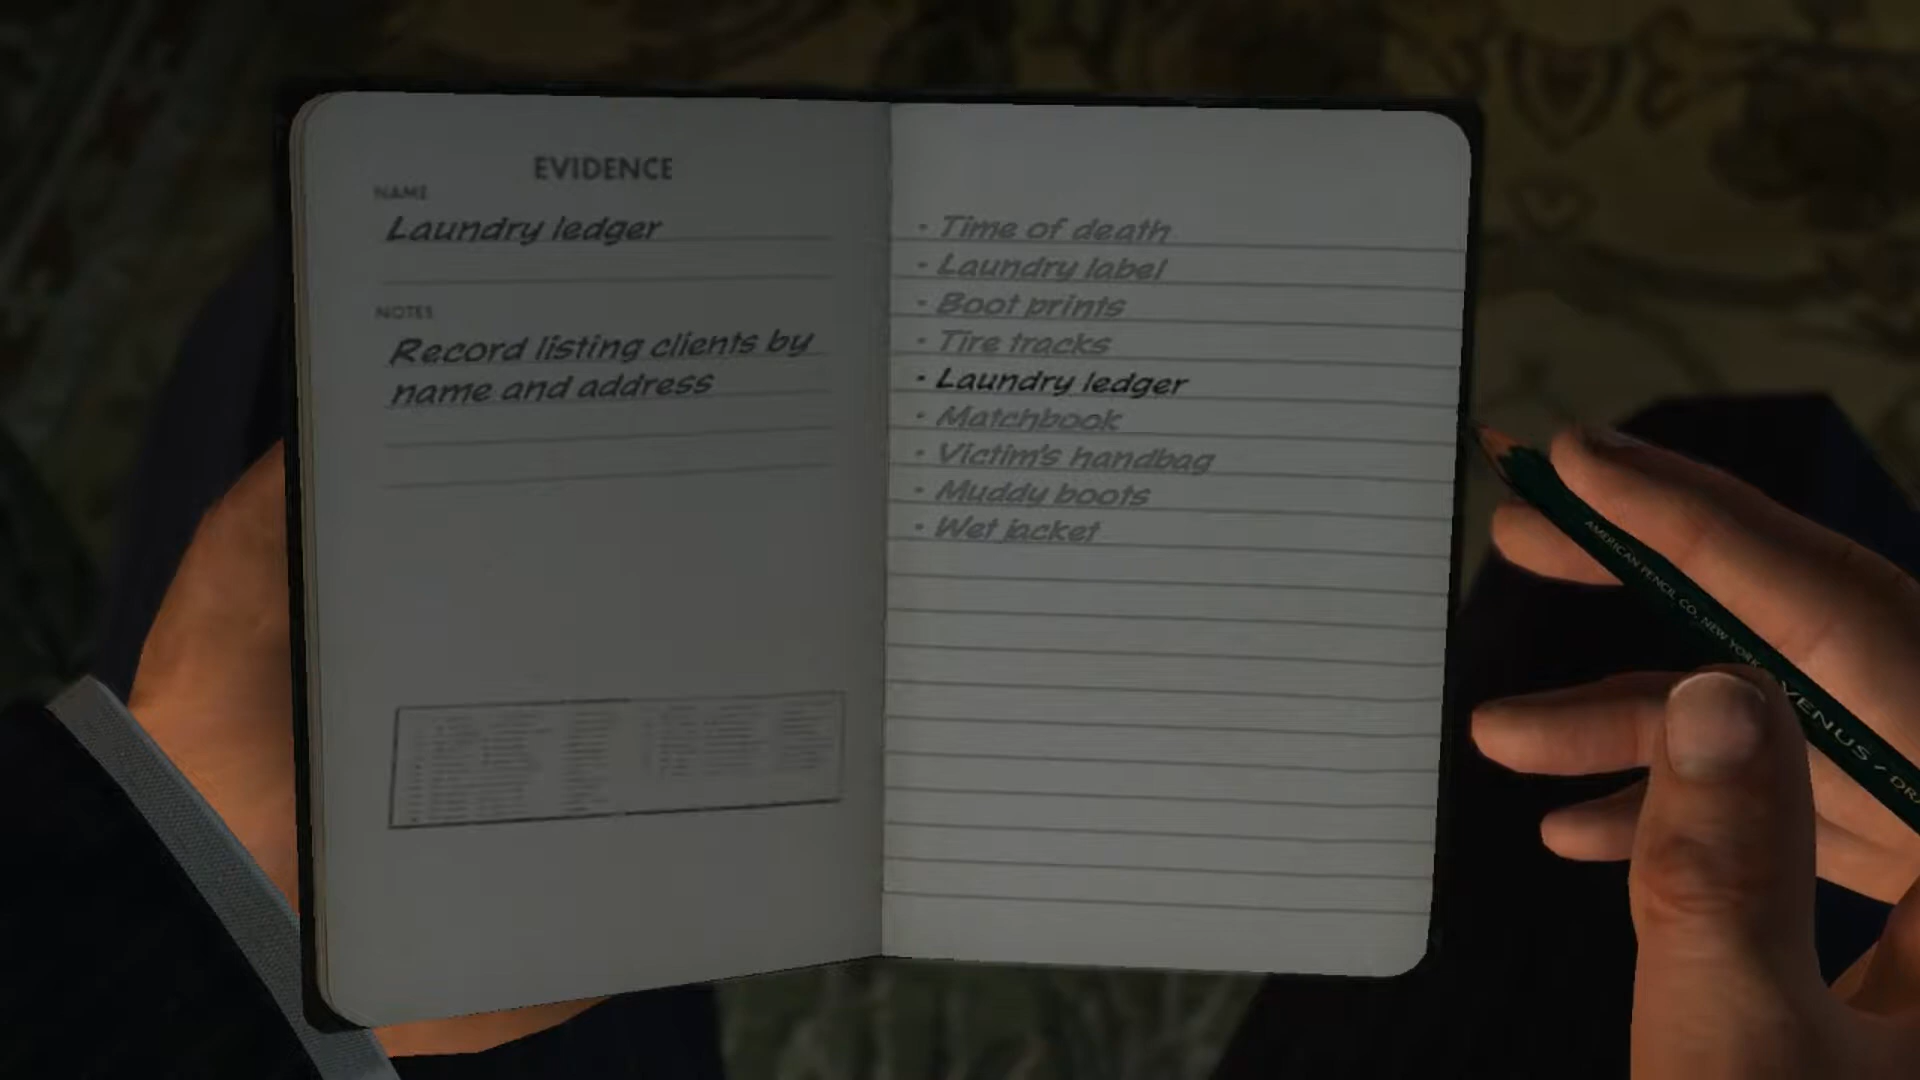 EVIDENCE
NAME
Laundry ledger
NOTES
Record listing clients by
name and address
- Time of death
- Laundry label
- Boot prints
- Tire tracks
- Laundry ledger
- Matchbook
- Victim's handbag
- Muddy boots
- Wet jacket
AMERICAN PENCIL CO. NEW YORK
VENUS / DRA